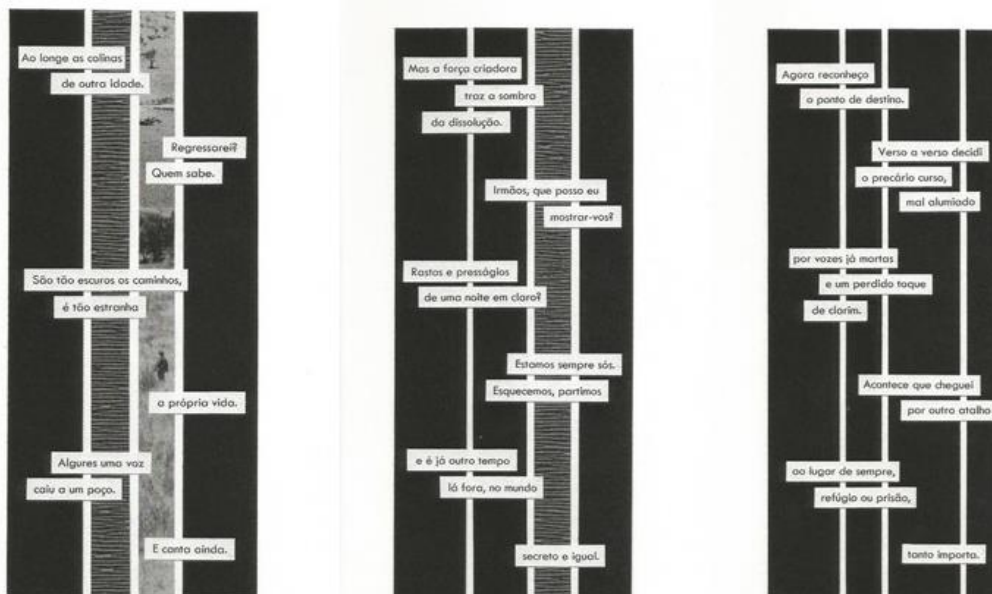 Ao longe as colinas
de outra idade.
Regressarei?
Quem sabe.
São tão escuros os caminhos,
é tão estranha
a própria vida.
Algures uma voz
caiu a um poço.
E canta ainda.
Mas a força criadora
traz a sombra
da dissolução.
Irmãos, que posso eu
mostrar-vos?
Rastos e presságios
de uma noite em claro?
Estamos sempre sós.
Esquecemos, partimos
e é já outro tempo
lá fora, no mundo
secreto e igual.
Agora reconheço
o ponto de destino.
Verso a verso decidi
o precário curso,
mal alumiado
por vozes já mortas
e um perdido toque
de clarim.
Acontece que cheguei
por outro atalho
ao lugar de sempre,
refúgio ou prisão,
tanto importa.